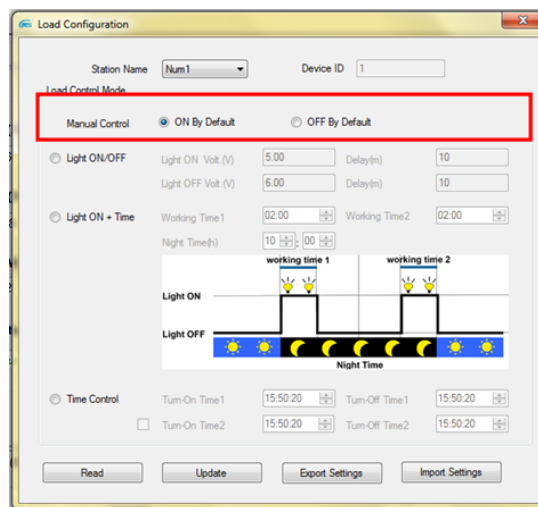 Load Configuration
Station Name Num1 Device ID 1
Load Control Mode
Manual Control ON By Default OFF By Default
Light ON/OFF Light ON Volt.(V) 5.00 Delay(m) 10
Light OFF Volt.(V) 6.00 Delay(m) 10
Light ON + Time Working Time1 02:00 Working Time2 02:00
Night Time(h) 10 : 00
working time 1 working time 2
Light ON
Light OFF
Night Time
Time Control Turn-On Time1 15:50:20 Turn-Off Time1 15:50:20
Turn-On Time2 15:50:20 Turn-Off Time2 15:50:20
Read Update Export Settings Import Settings